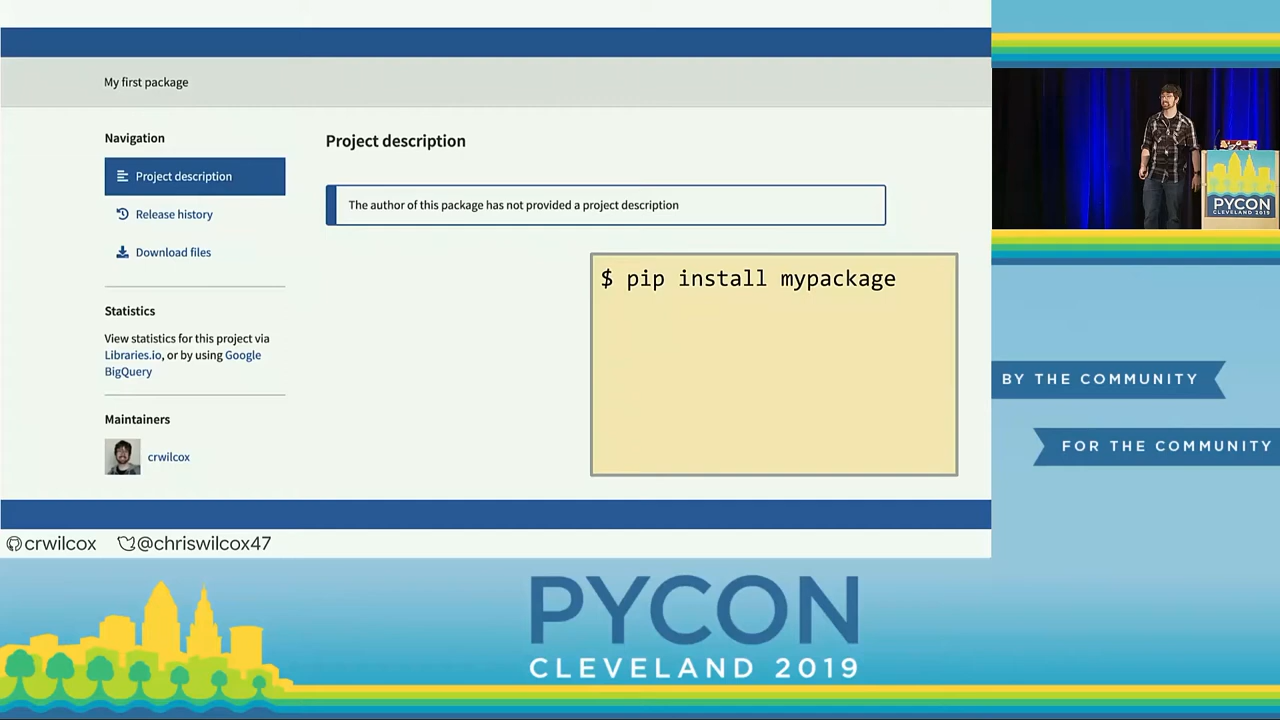 My first package
Navigation
Project description
Release history
Download files
Statistics
View statistics for this project via
Libraries.io, or by using Google
BigQuery
Maintainers
crwilcox
Project description
The author of this package has not provided a project description
$ pip install mypackage
crwilcox @chriswilcox47
PYCON
CLEVELAND 2019
BY THE COMMUNITY
FOR THE COMMUNITY
PYCON
CLEVELAND 2019